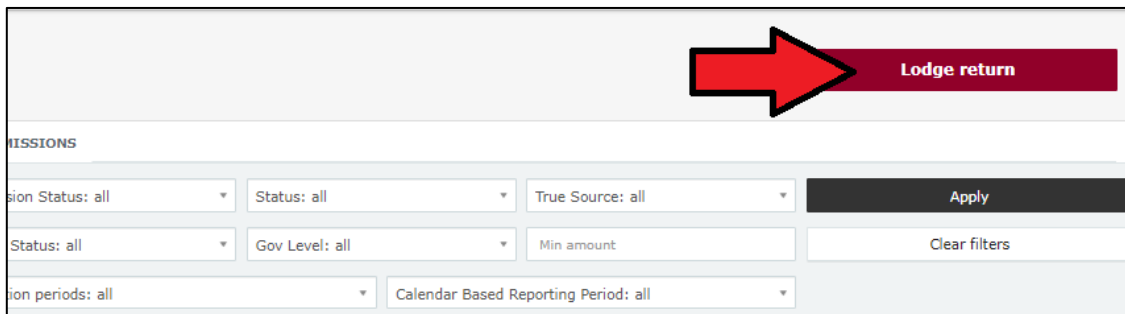 Lodge return
MISSIONS
sion Status: all
Status: all
True Source: all
Apply
Status: all
Gov Level: all
Min amount
Clear filters
tion periods: all
Calendar Based Reporting Period: all